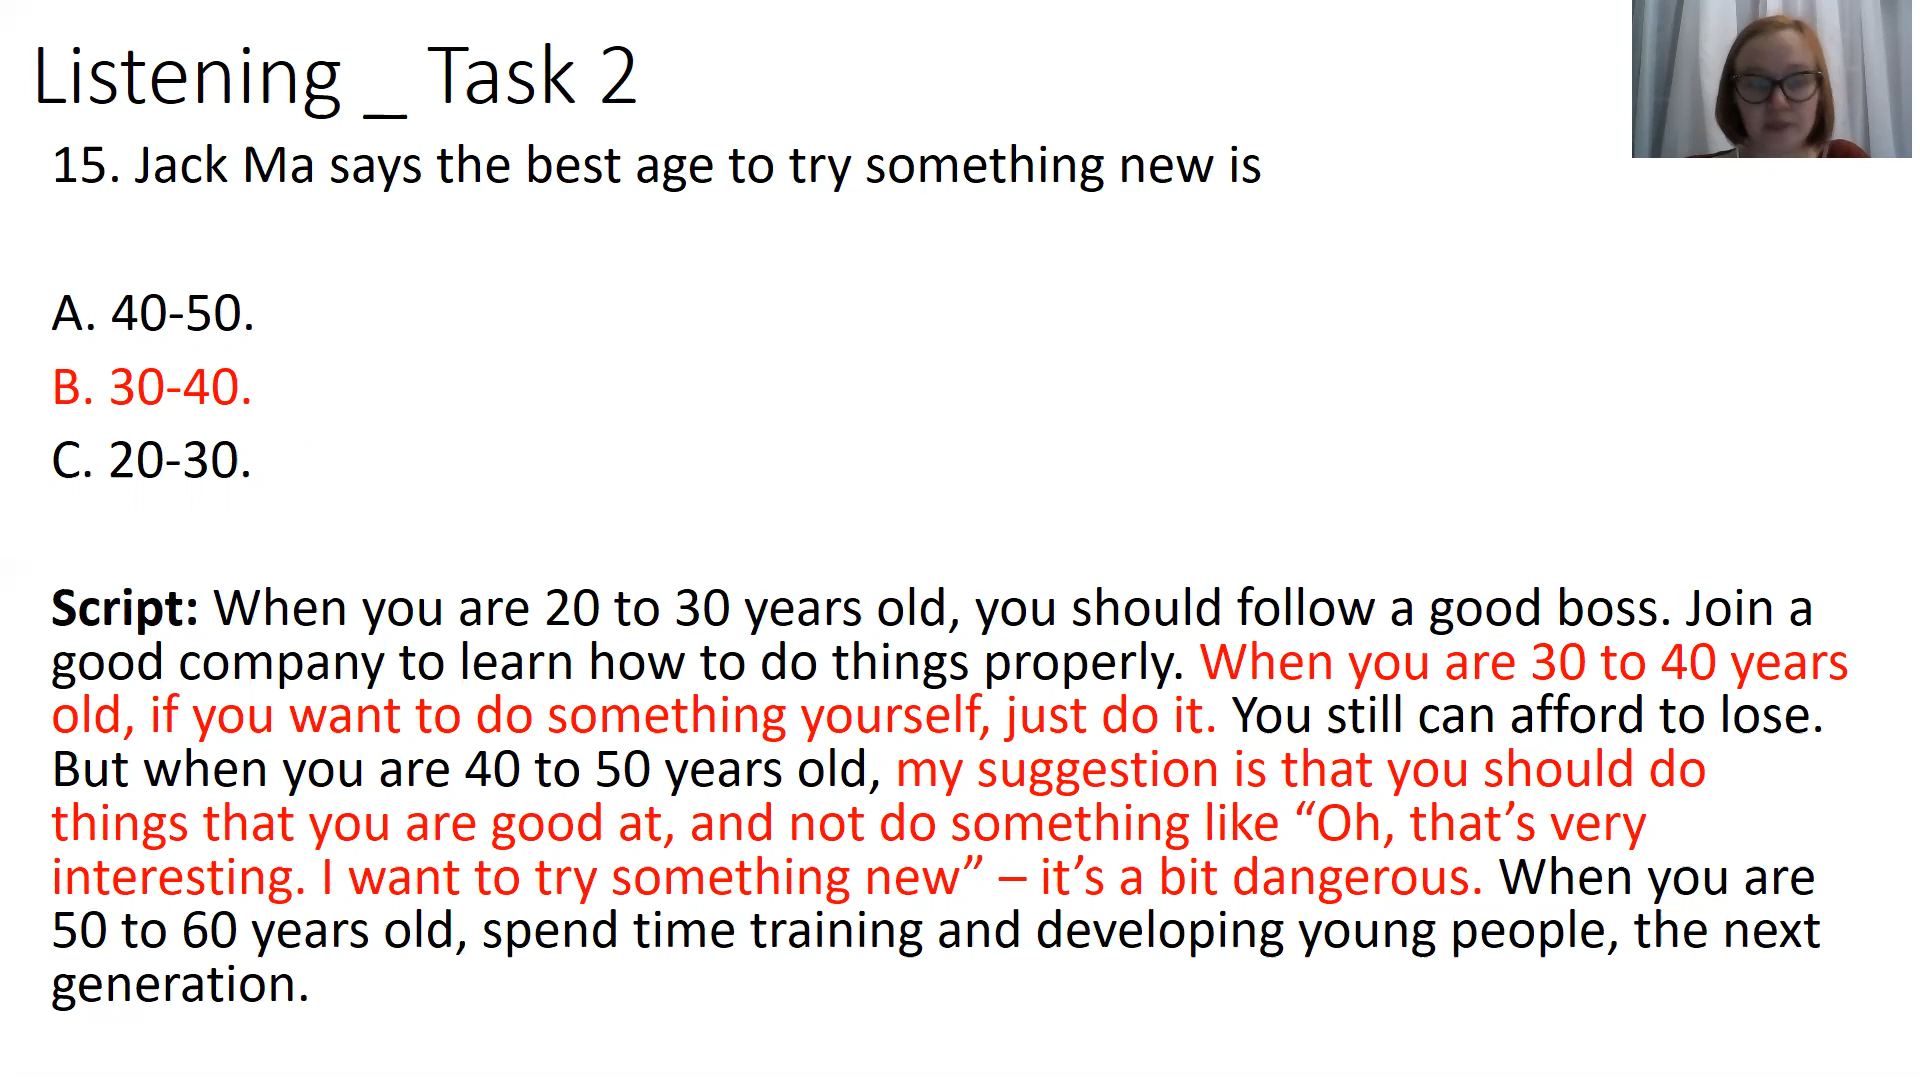 Listening _ Task 2
15. Jack Ma says the best age to try something new is
A. 40-50.
B. 30-40.
C. 20-30.
Script: When you are 20 to 30 years old, you should follow a good boss. Join a
good company to learn how to do things properly. When you are 30 to 40 years
old, if you want to do something yourself, just do it. You still can afford to lose.
But when you are 40 to 50 years old, my suggestion is that you should do
things that you are good at, and not do something like “Oh, that’s very
interesting. I want to try something new” – it’s a bit dangerous. When you are
50 to 60 years old, spend time training and developing young people, the next
generation.